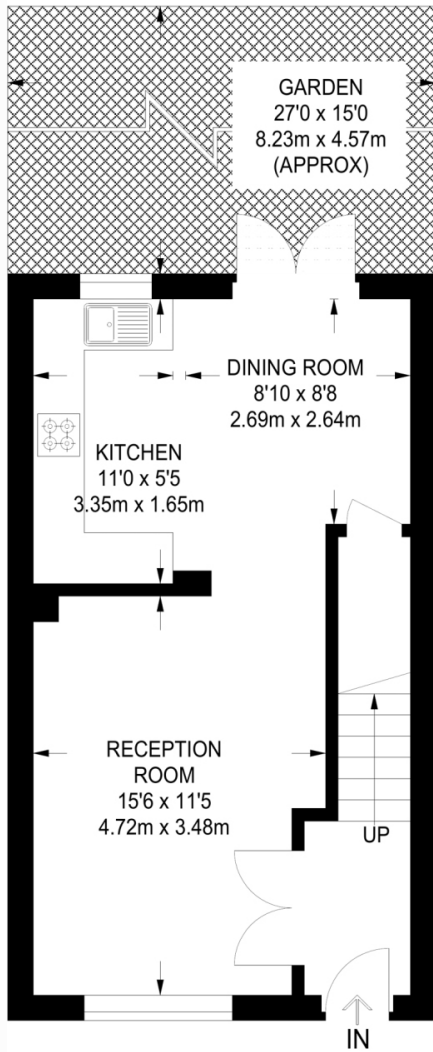 GARDEN
27'0 x 15'0
8.23m x 4.57m
(APPROX)
DINING ROOM
8'10 x 8'8
2.69m x 2.64m
KITCHEN
11'0 x 5'5
3.35m x 1.65m
RECEPTION
ROOM
15'6 x 11'5
4.72m x 3.48m
UP
IN